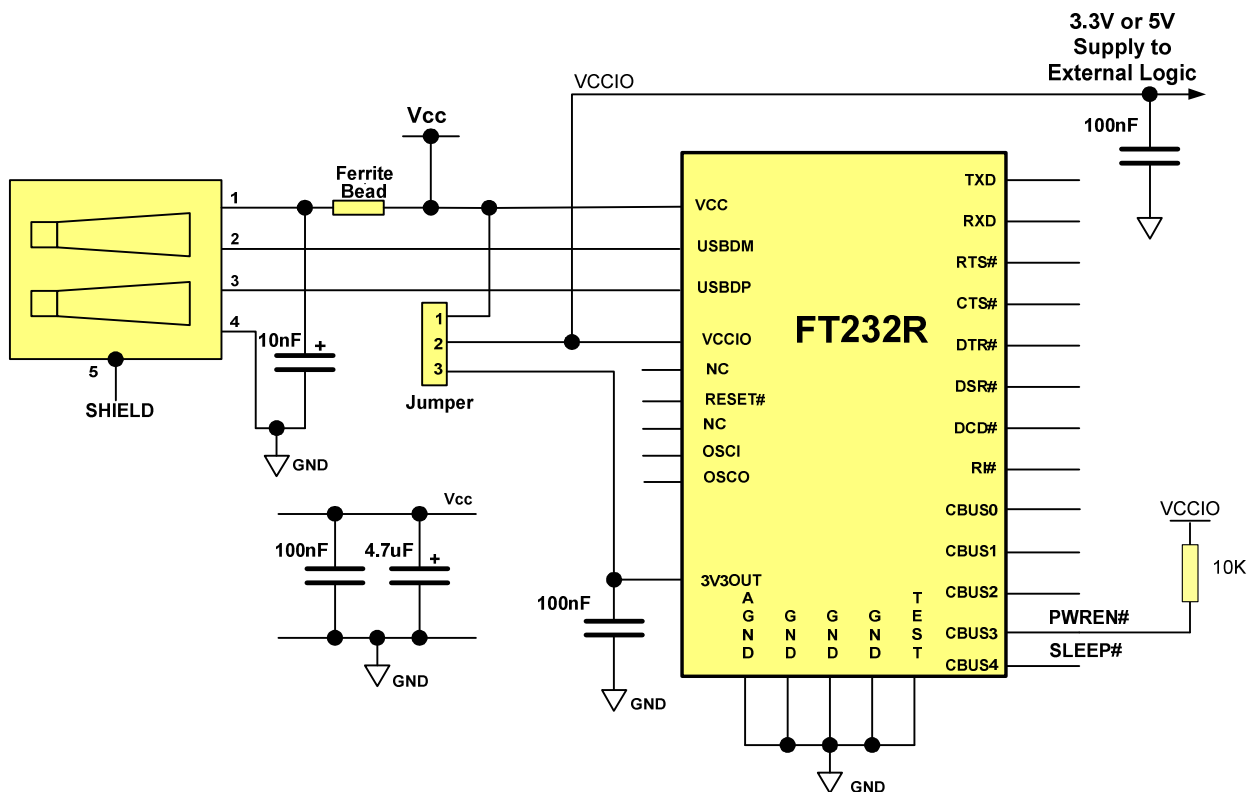 3.3V or 5V
Supply to
External Logic
VCCIO
100nF
Vcc
Ferrite
Bead
1
2
3
4
5
SHIELD
10nF
+
GND
1
2
3
Jumper
VCC
USBDM
USBDP
VCCIO
NC
RESET#
NC
OSCI
OSCO
3V3OUT
FT232R
TXD
RXD
RTS#
CTS#
DTR#
DSR#
DCD#
RI#
CBUS0
CBUS1
CBUS2
CBUS3
CBUS4
AGND
GND
GND
GND
TEST
PWREN#
SLEEP#
VCCIO
10K
Vcc
100nF
4.7uF
+
GND
100nF
GND
GND